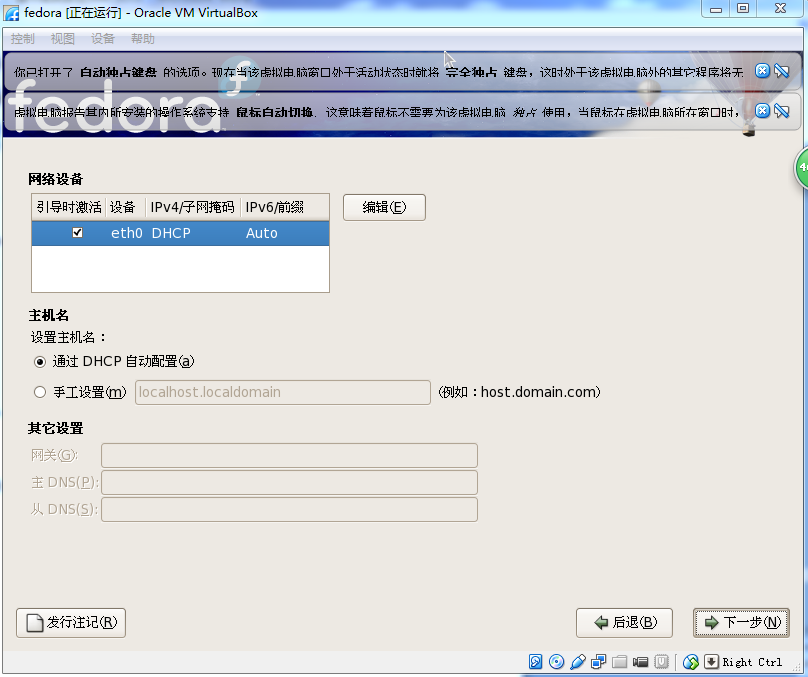 fedora [正在运行] - Oracle VM VirtualBox
控制 视图 设备 帮助
你已打开了 自动独占键盘 的选项。现在当该虚拟电脑窗口处于活动状态时就将 完全独占 键盘，这时处于该虚拟电脑外的其它程序将无
fedora
虚拟电脑报告其内所安装的操作系统支持 鼠标自动切换. 这意味着鼠标不需要为该虚拟电脑 独占 使用，当鼠标在虚拟电脑所在窗口时，
网络设备
引导时激活 设备 IPv4/子网掩码 IPv6/前缀
eth0 DHCP Auto
编辑(E)
主机名
设置主机名：
通过 DHCP 自动配置(a)
手工设置(m) localhost.localdomain (例如：host.domain.com)
其它设置
网关(G):
主 DNS(P):
从 DNS(S):
发行注记(R) 后退(B) 下一步(N)
Right Ctrl